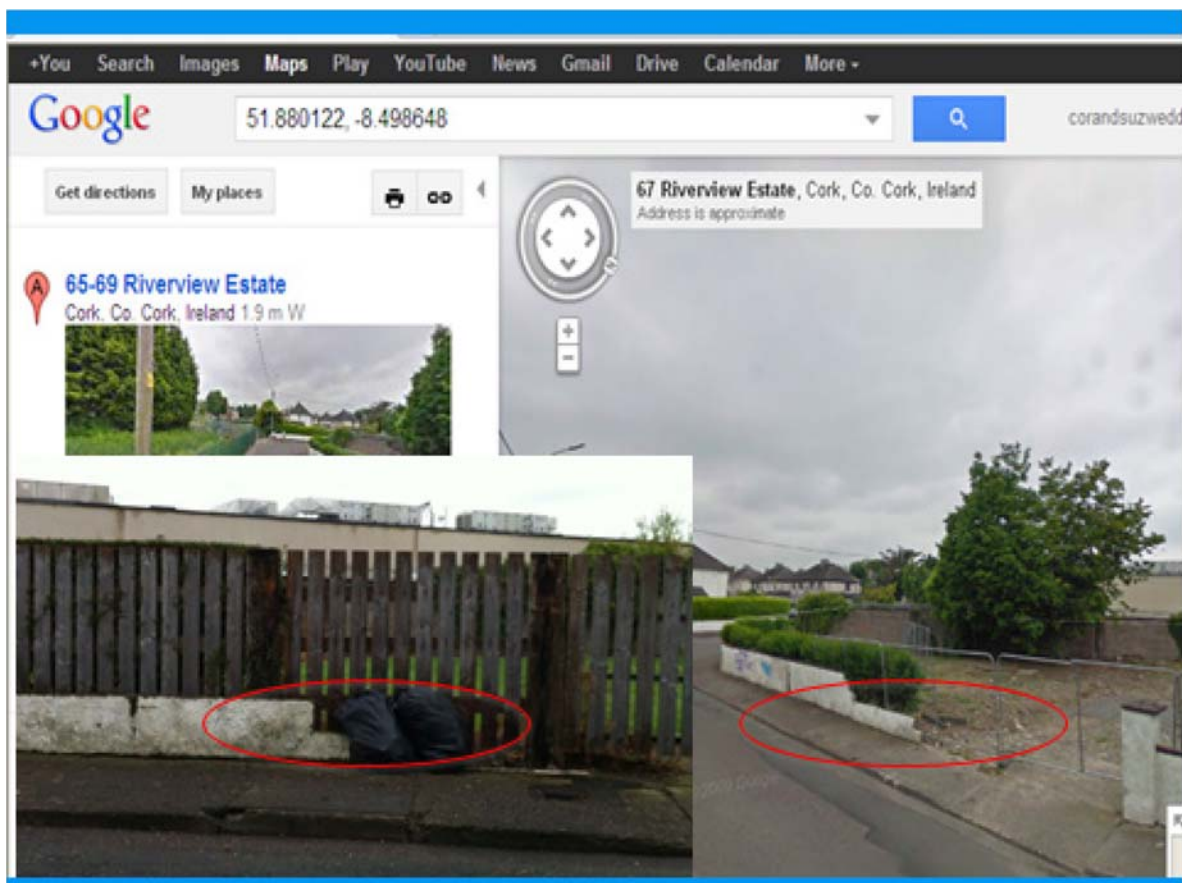 +You Search Images Maps Play YouTube News Gmail Drive Calendar More
Google
51.880122, -8.498648
corandsuzwedd
Get directions
My places
67 Riverview Estate, Cork, Co. Cork, Ireland
Address is approximate
A
65-69 Riverview Estate
Cork, Co. Cork, Ireland 1.9 m W